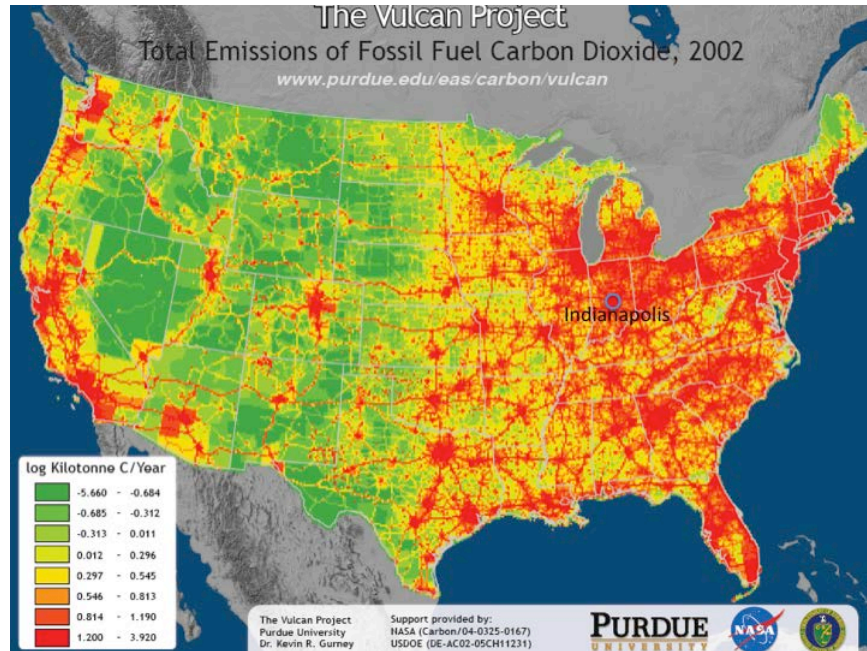 The Vulcan Project
Total Emissions of Fossil Fuel Carbon Dioxide, 2002
www.purdue.edu/eas/carbon/vulcan
Indianapolis
log Kilotonne C/Year
-5.660 - -0.684
-0.685 - -0.312
-0.313 - 0.011
0.012 - 0.296
0.297 - 0.545
0.546 - 0.813
0.814 - 1.190
1.200 - 3.920
The Vulcan Project
Purdue University
Dr. Kevin R. Gurney
Support provided by:
NASA (Carbon/04-0325-0167)
USDOE (DE-AC02-05CH11231)
PURDUE
UNIVERSITY
NASA